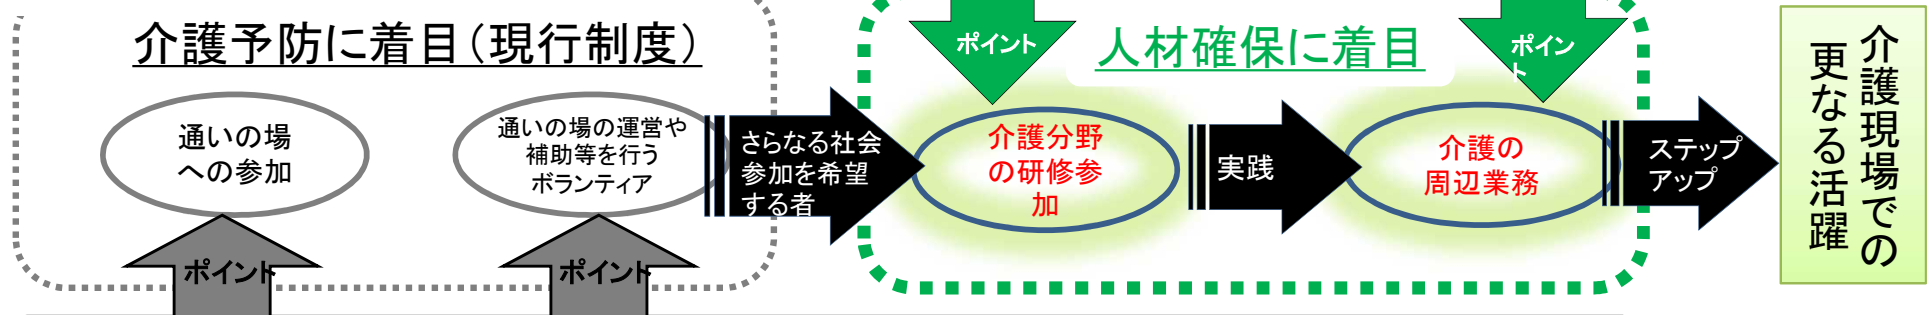 介護予防に着目（現行制度）
通いの場
への参加
ポイント
通いの場の運営や
補助等を行う
ボランティア
ポイント
さらなる社会
参加を希望
する者
ポイント
人材確保に着目
ポイン
ト
介護分野
の研修参
加
実践
介護の
周辺業務
ステップ
アップ
介護現場での
更なる活躍